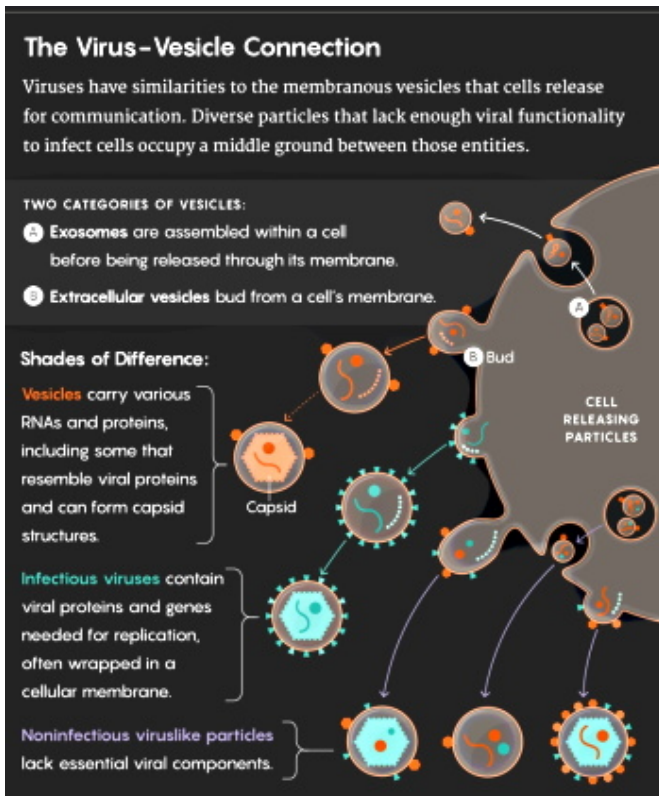 The Virus–Vesicle Connection
Viruses have similarities to the membranous vesicles that cells release
for communication. Diverse particles that lack enough viral functionality
to infect cells occupy a middle ground between those entities.
TWO CATEGORIES OF VESICLES:
A Exosomes are assembled within a cell
before being released through its membrane.
B Extracellular vesicles bud from a cell's membrane.
A
B Bud
CELL
RELEASING
PARTICLES
Shades of Difference:
Vesicles carry various
RNAs and proteins,
including some that
resemble viral proteins
and can form capsid
structures.
Capsid
Infectious viruses contain
viral proteins and genes
needed for replication,
often wrapped in a
cellular membrane.
Noninfectious viruslike particles
lack essential viral components.